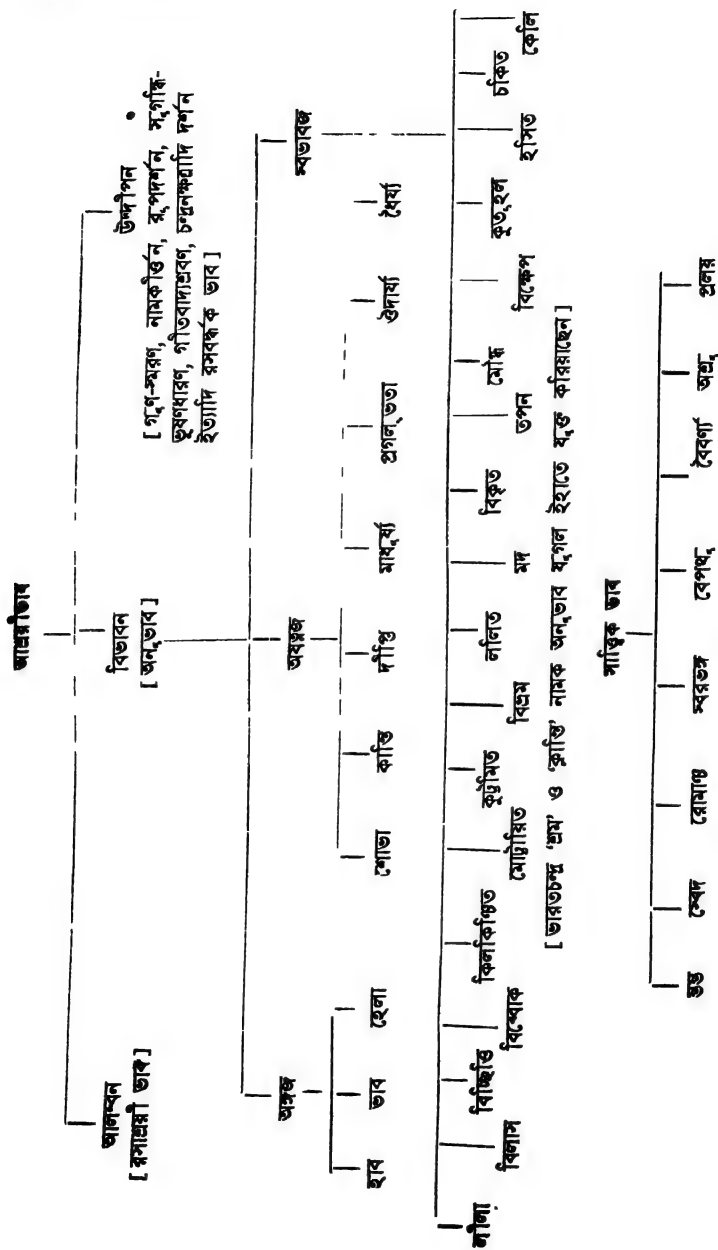 আশ্রয়ীভাব
আলম্বন
[ রসাশ্রয়ী ভাব ]
বিভাবন
[ অনুভাব ]
উদ্দীপন
[ গুণ-স্মরণ, নামকীর্ত্তন, রূপদর্শন, সুগন্ধি-
ভূষণধারণ, গীতবাদ্যশ্রবণ, চন্দ্রনক্ষত্রাদি দর্শন
ইত্যাদি রসবর্দ্ধক ভাব ]
অঙ্গজ অযত্নজ স্বভাবজ
হাব ভাব হেলা শোভা কান্তি দীপ্তি মাধুর্য্য প্রগল্‌ভতা ঔদার্য্য ধৈর্য্য
লীলা বিলাস বিচ্ছিত্তি বিব্বোক কিলকিঞ্চিত মোট্টায়িত কুট্টমিত বিভ্রম ললিত মদ বিকৃত তপন মৌগ্ধ বিক্ষেপ কুতূহল হসিত চকিত কেলি
[ ভারতচন্দ্র ‘শ্রম’ ও ‘ক্লান্তি’ নামক অনুভাব যুগল ইহাতে যুক্ত করিয়াছেন ]
সাত্ত্বিক ভাব
স্তম্ভ স্বেদ রোমাঞ্চ স্বরভঙ্গ বেপথু বৈবর্ণ্য অশ্রু প্রলয়